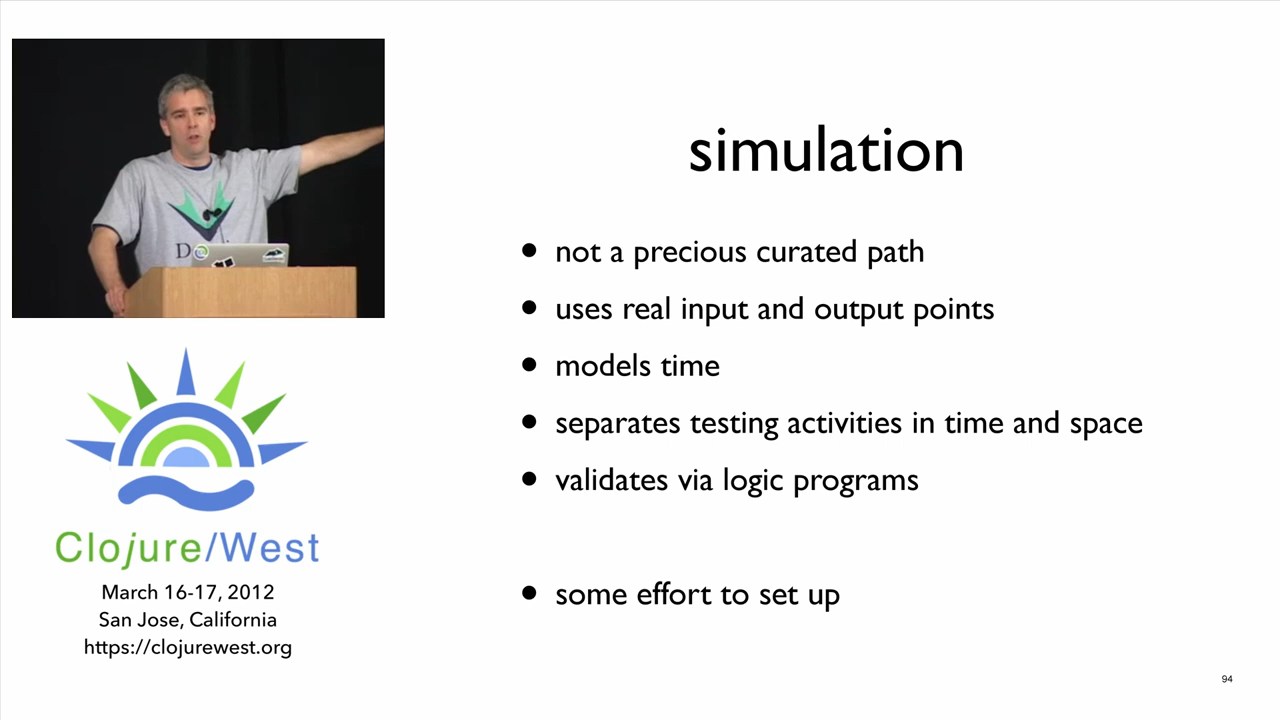 simulation
• not a precious curated path
• uses real input and output points
• models time
• separates testing activities in time and space
• validates via logic programs
• some effort to set up
Clojure/West
March 16-17, 2012
San Jose, California
https://clojurewest.org
94